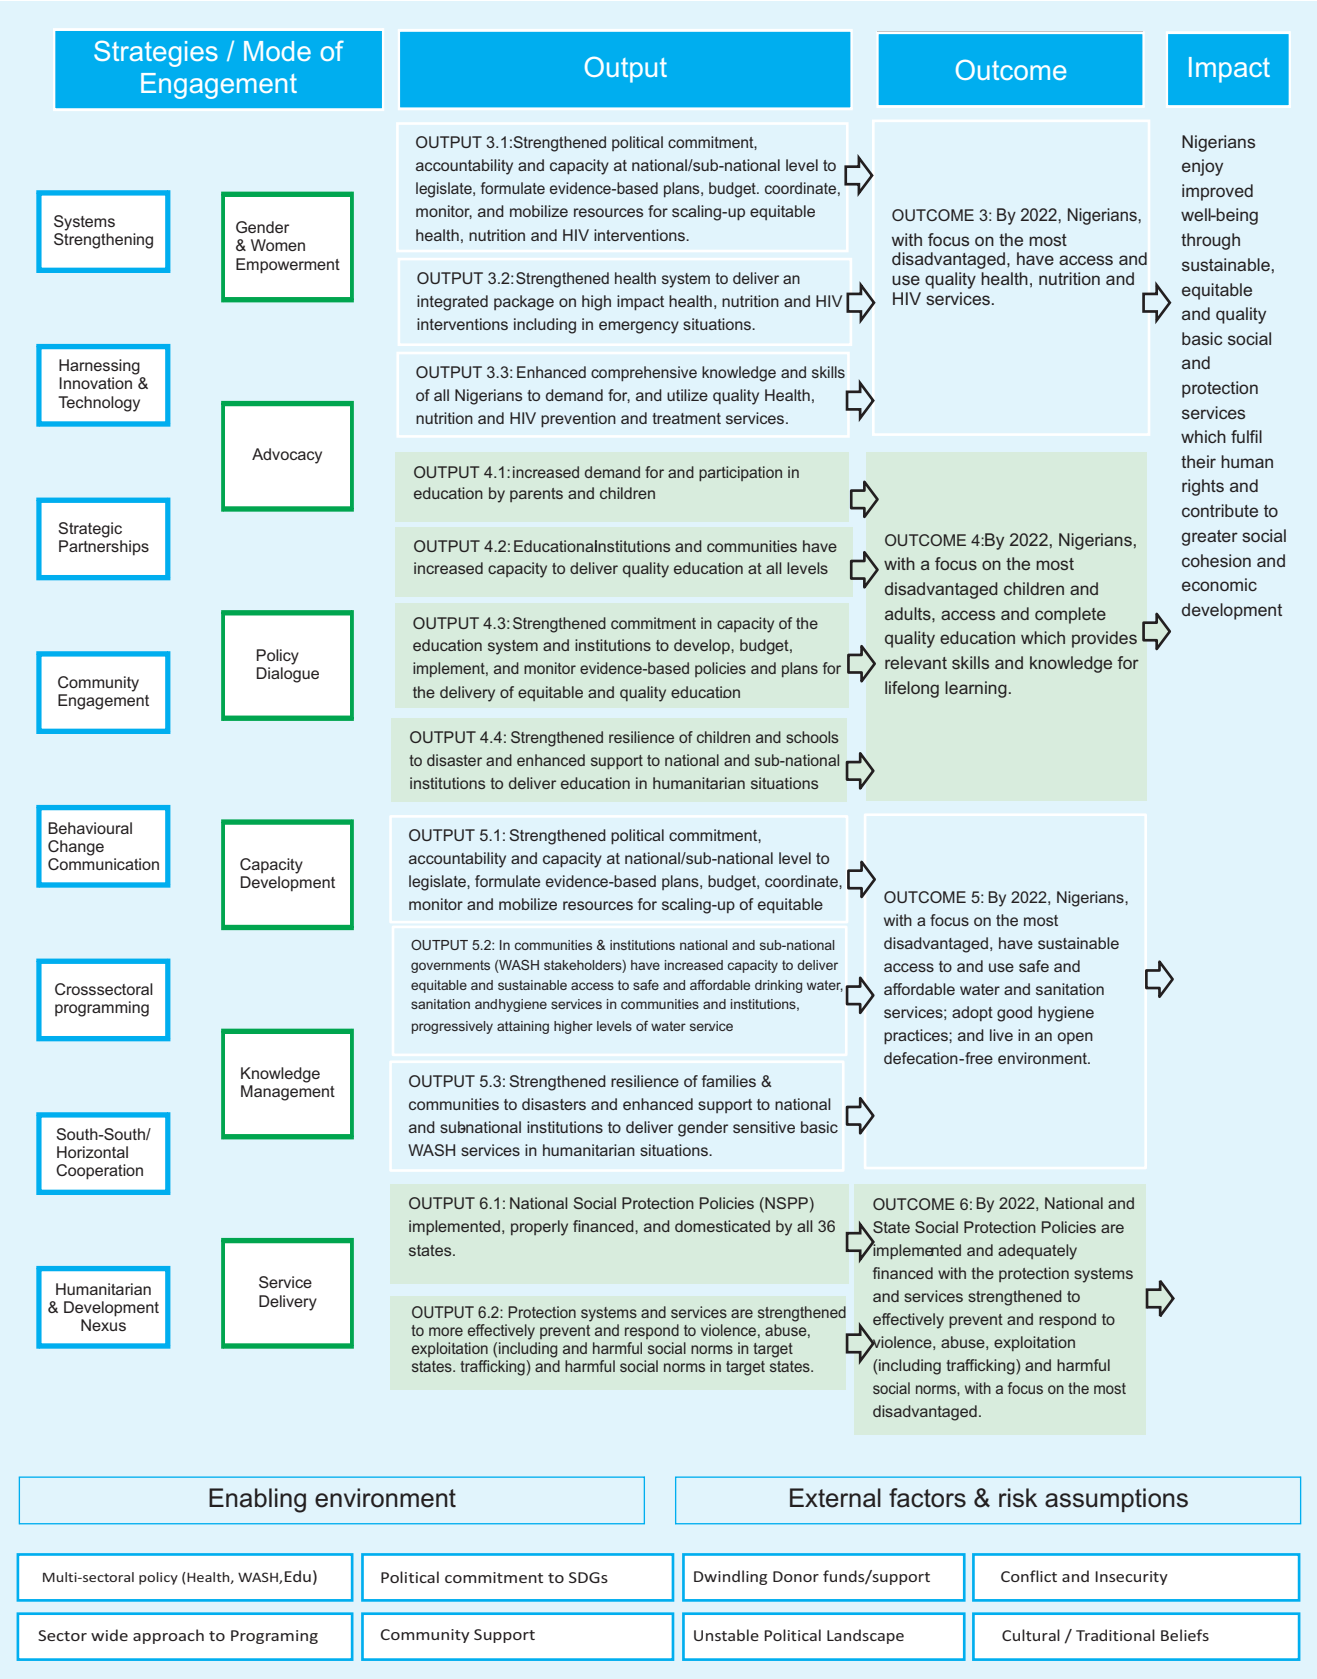 Strategies / Mode of
Engagement
Output
Outcome
Impact
Systems
Strengthening
Harnessing
Innovation &
Technology
Strategic
Partnerships
Community
Engagement
Behavioural
Change
Communication
Crosssectoral
programming
South-South/
Horizontal
Cooperation
Humanitarian
& Development
Nexus
Gender
& Women
Empowerment
Advocacy
Policy
Dialogue
Capacity
Development
Knowledge
Management
Service
Delivery
OUTPUT 3.1:Strengthened political commitment,
accountability and capacity at national/sub-national level to
legislate, formulate evidence-based plans, budget. coordinate,
monitor, and mobilize resources for scaling-up equitable
health, nutrition and HIV interventions.
OUTPUT 3.2:Strengthened health system to deliver an
integrated package on high impact health, nutrition and HIV
interventions including in emergency situations.
OUTPUT 3.3: Enhanced comprehensive knowledge and skills
of all Nigerians to demand for, and utilize quality Health,
nutrition and HIV prevention and treatment services.
OUTPUT 4.1:increased demand for and participation in
education by parents and children
OUTPUT 4.2: EducationalInstitutions and communities have
increased capacity to deliver quality education at all levels
OUTPUT 4.3: Strengthened commitment in capacity of the
education system and institutions to develop, budget,
implement, and monitor evidence-based policies and plans for
the delivery of equitable and quality education
OUTPUT 4.4: Strengthened resilience of children and schools
to disaster and enhanced support to national and sub-national
institutions to deliver education in humanitarian situations
OUTPUT 5.1: Strengthened political commitment,
accountability and capacity at national/sub-national level to
legislate, formulate evidence-based plans, budget, coordinate,
monitor and mobilize resources for scaling-up of equitable
OUTPUT 5.2: In communities & institutions national and sub-national
governments (WASH stakeholders) have increased capacity to deliver
equitable and sustainable access to safe and affordable drinking water,
sanitation andhygiene services in communities and institutions,
progressively attaining higher levels of water service
OUTPUT 5.3: Strengthened resilience of families &
communities to disasters and enhanced support to national
and sub-national institutions to deliver gender sensitive basic
WASH services in humanitarian situations.
OUTPUT 6.1: National Social Protection Policies (NSPP)
implemented, properly financed, and domesticated by all 36
states.
OUTPUT 6.2: Protection systems and services are strengthened
to more effectively prevent and respond to violence, abuse,
exploitation (including and harmful social norms in target
states. trafficking) and harmful social norms in target states.
OUTCOME 3: By 2022, Nigerians,
with focus on the most
disadvantaged, have access and
use quality health, nutrition and
HIV services.
OUTCOME 4:By 2022, Nigerians,
with a focus on the most
disadvantaged children and
adults, access and complete
quality education which provides
relevant skills and knowledge for
lifelong learning.
OUTCOME 5: By 2022, Nigerians,
with a focus on the most
disadvantaged, have sustainable
access to and use safe and
affordable water and sanitation
services; adopt good hygiene
practices; and live in an open
defecation-free environment.
OUTCOME 6: By 2022, National and
State Social Protection Policies are
implemented and adequately
financed with the protection systems
and services strengthened to
effectively prevent and respond to
violence, abuse, exploitation
(including trafficking) and harmful
social norms, with a focus on the most
disadvantaged.
Nigerians
enjoy
improved
well-being
through
sustainable,
equitable
and quality
basic social
and
protection
services
which fulfil
their human
rights and
contribute to
greater social
cohesion and
economic
development
Enabling environment
External factors & risk assumptions
Multi-sectoral policy (Health, WASH,Edu)
Political commitment to SDGs
Dwindling Donor funds/support
Conflict and Insecurity
Sector wide approach to Programing
Community Support
Unstable Political Landscape
Cultural / Traditional Beliefs